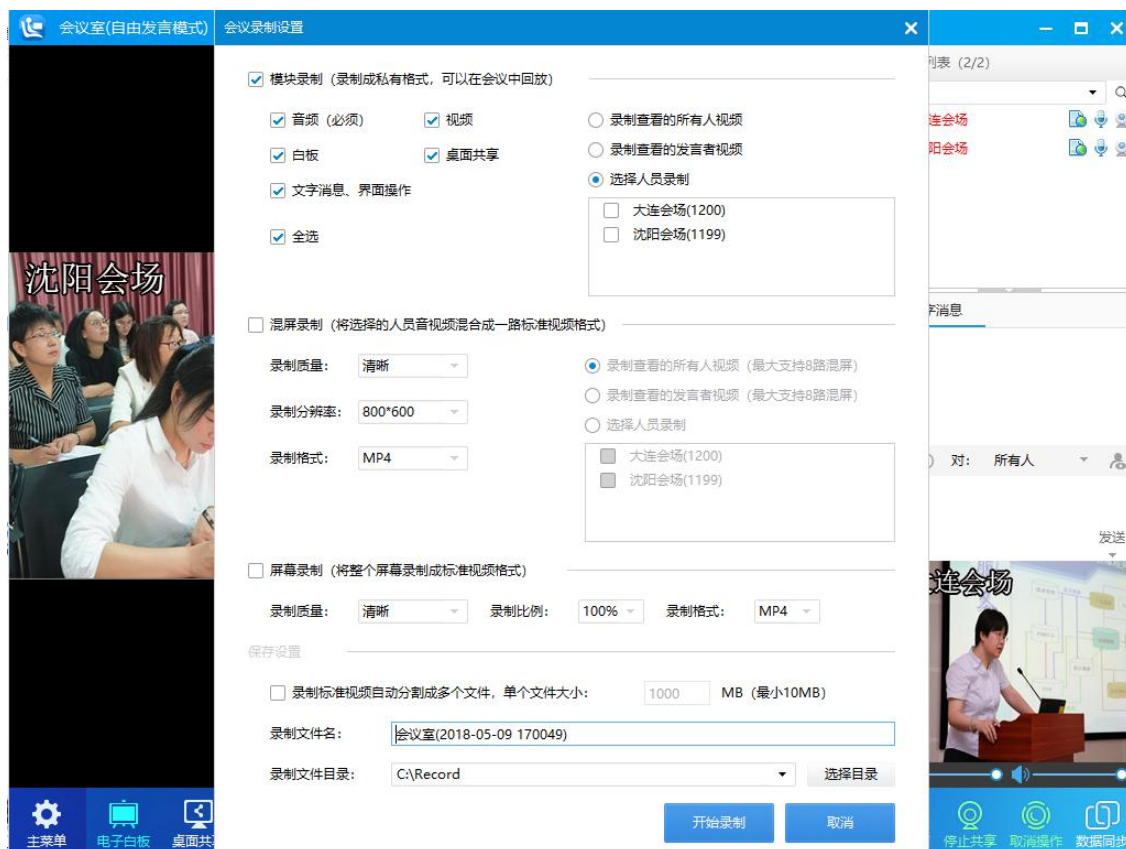 会议室(自由发言模式)
会议录制设置
列表 (2/2)
模块录制 (录制成私有格式, 可以在会议中回放)
音频 (必须)
视频
录制查看的所有人视频
连会场
白板
桌面共享
录制查看的发言者视频
阳会场
文字消息、界面操作
选择人员录制
大连会场(1200)
全选
沈阳会场(1199)
沈阳会场
字消息
混屏录制 (将选择的人员音视频混合成一路标准视频格式)
录制质量:
清晰
录制查看的所有人视频 (最大支持8路混屏)
录制查看的发言者视频 (最大支持8路混屏)
录制分辨率:
800*600
选择人员录制
录制格式:
MP4
大连会场(1200)
沈阳会场(1199)
对: 所有人
发送
屏幕录制 (将整个屏幕录制成标准视频格式)
连会场
录制质量:
清晰
录制比例:
100%
录制格式:
MP4
保存设置
录制标准视频自动分割成多个文件, 单个文件大小:
1000
MB (最小10MB)
录制文件名:
会议室(2018-05-09 170049)
录制文件目录:
C:\Record
选择目录
开始录制
取消
主菜单
电子白板
桌面共
停止共享
取消操作
数据同步